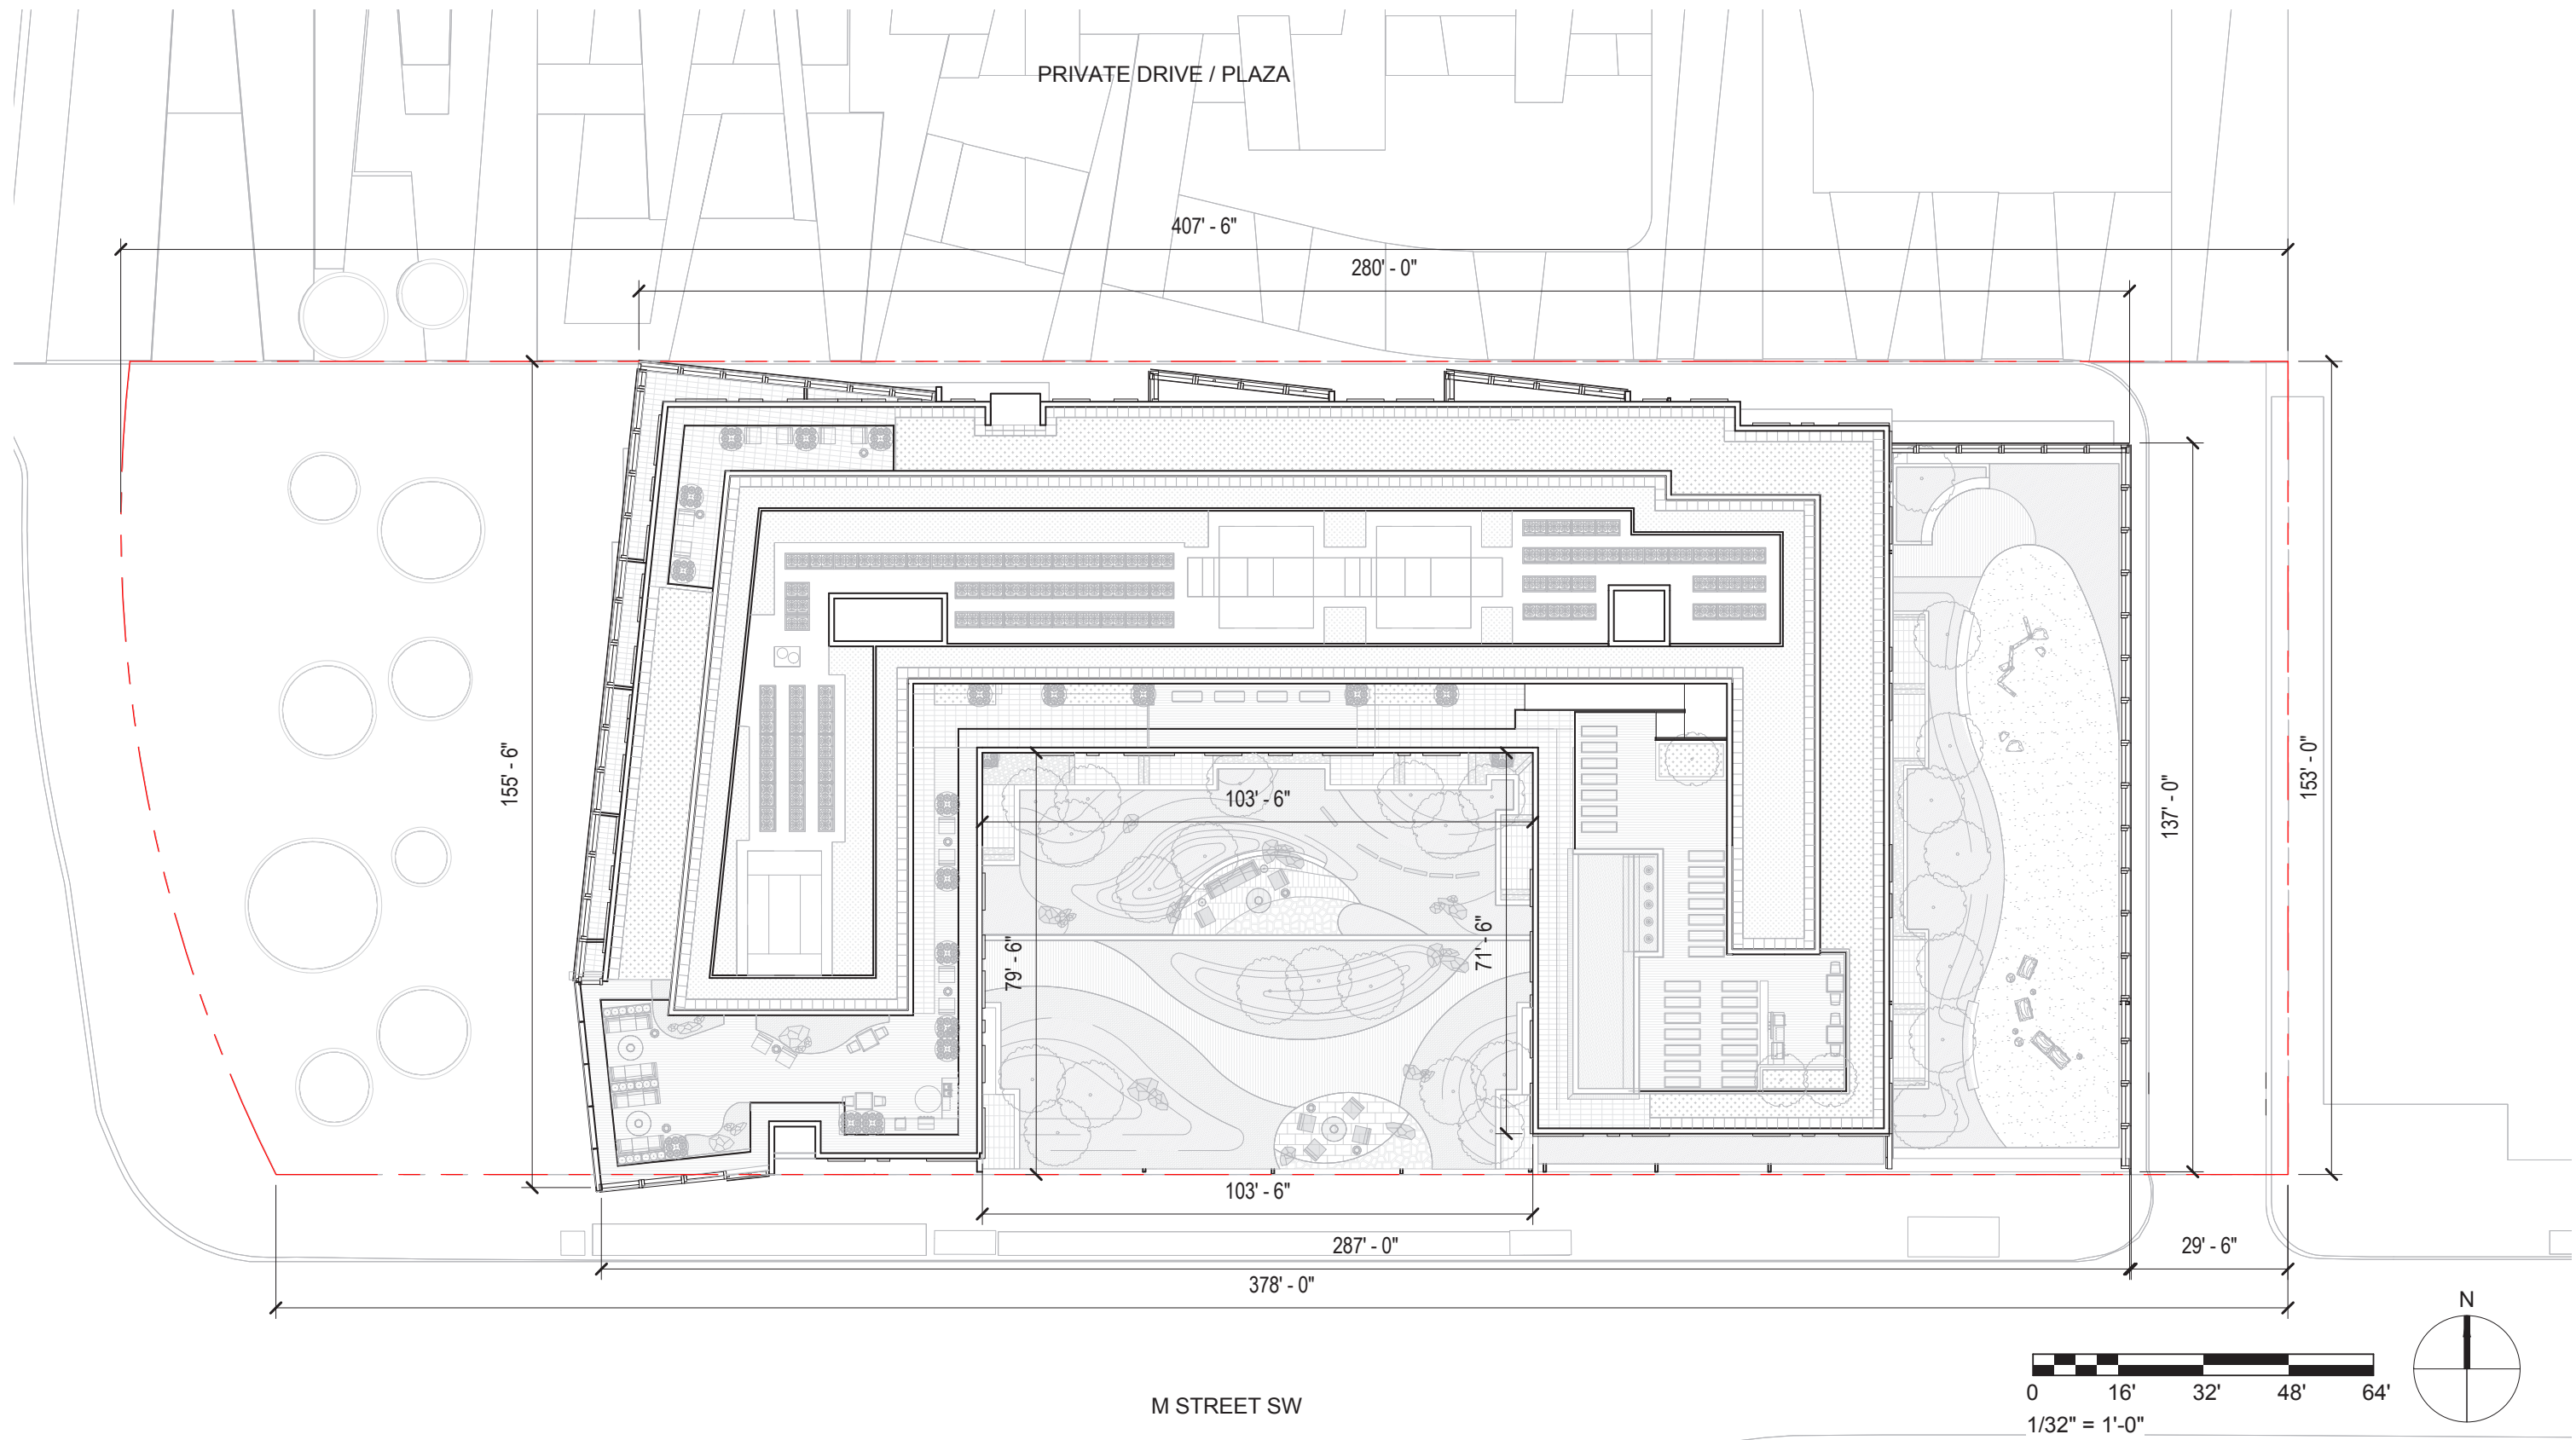 PRIVATE DRIVE / PLAZA
407' - 6"
280' - 0"
155' - 6"
103' - 6"
79' - 6"
71' - 6"
137' - 0"
153' - 0"
103' - 6"
287' - 0"
29' - 6"
378' - 0"
N
0 16' 32' 48' 64'
M STREET SW
1/32" = 1'-0"